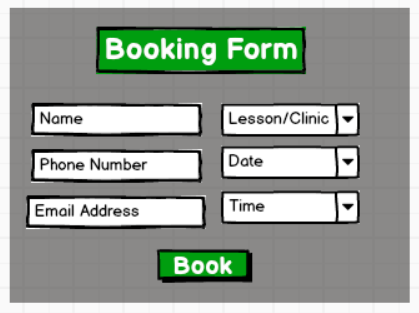 Booking Form
Name
Lesson/Clinic
Phone Number
Date
Email Address
Time
Book